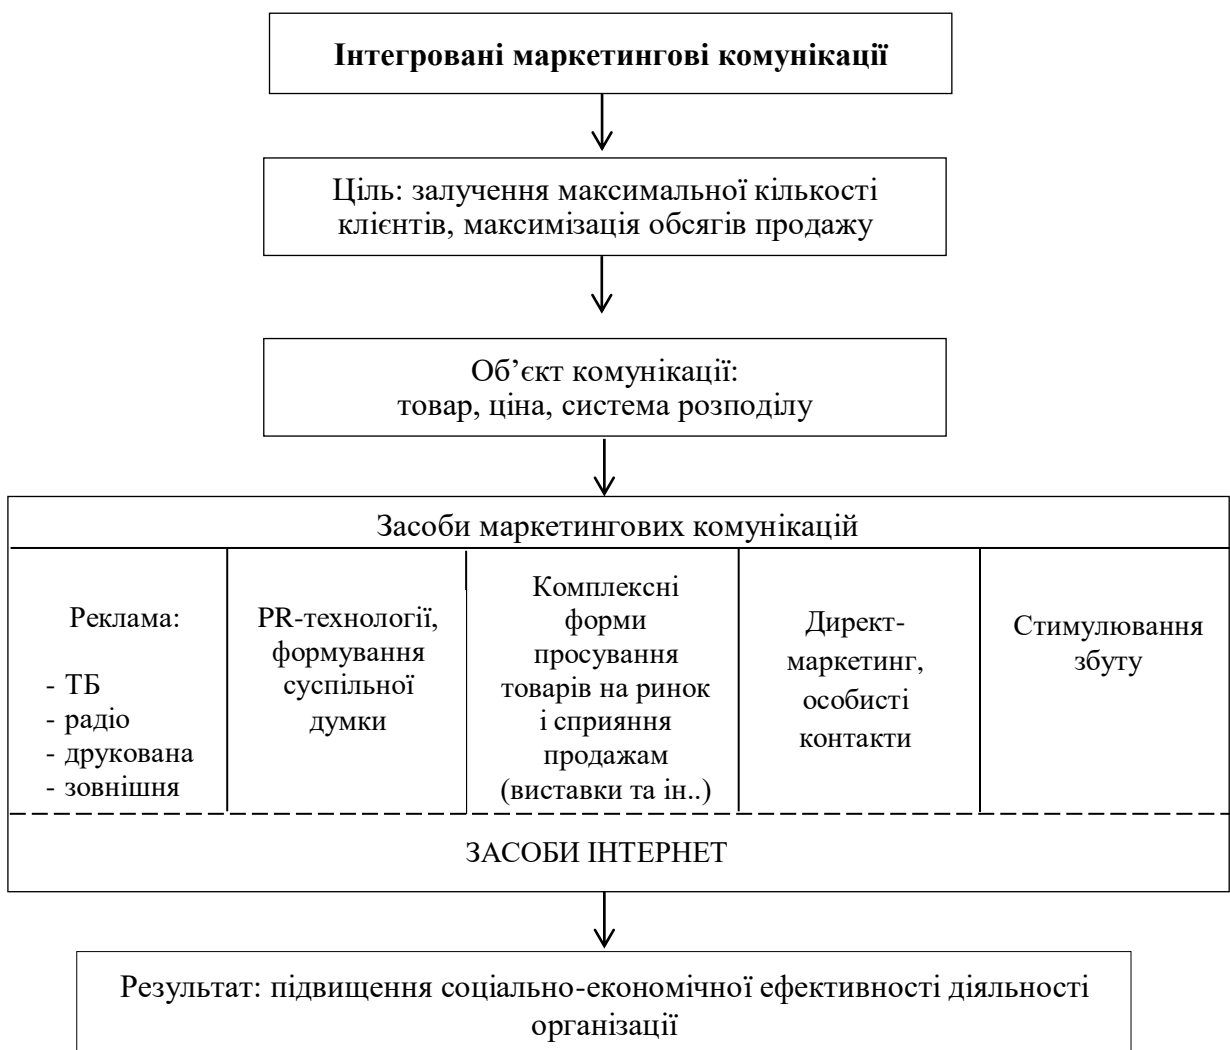 Інтегровані маркетингові комунікації
Ціль: залучення максимальної кількості
клієнтів, максимізація обсягів продажу
Об’єкт комунікації:
товар, ціна, система розподілу
Засоби маркетингових комунікацій
Реклама:
- ТБ
- радіо
- друкована
- зовнішня
PR-технології,
формування
суспільної
думки
Комплексні
форми
просування
товарів на ринок
і сприяння
продажам
(виставки та ін..)
Директ-
маркетинг,
особисті
контакти
Стимулювання
збуту
ЗАСОБИ ІНТЕРНЕТ
Результат: підвищення соціально-економічної ефективності діяльності
організації